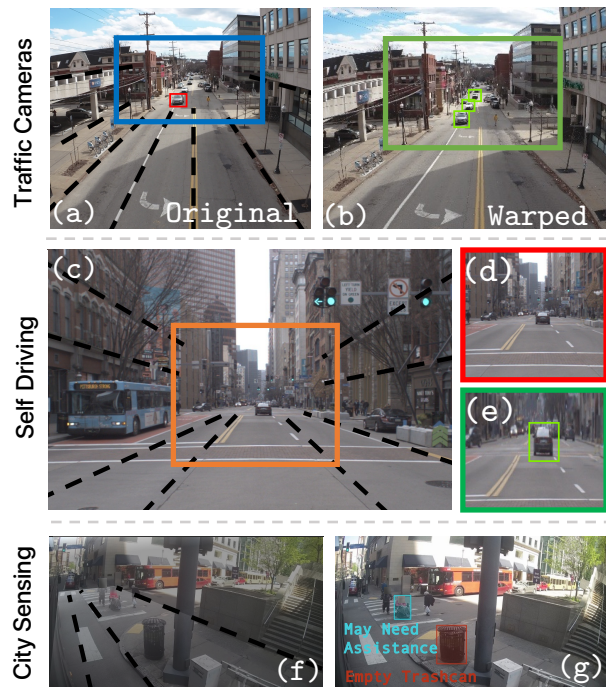 Traffic Cameras
(a)
Original
(b)
Warped
Self Driving
(c)
(d)
(e)
City Sensing
(f)
May Need
Assistance
Empty Trashcan
(g)